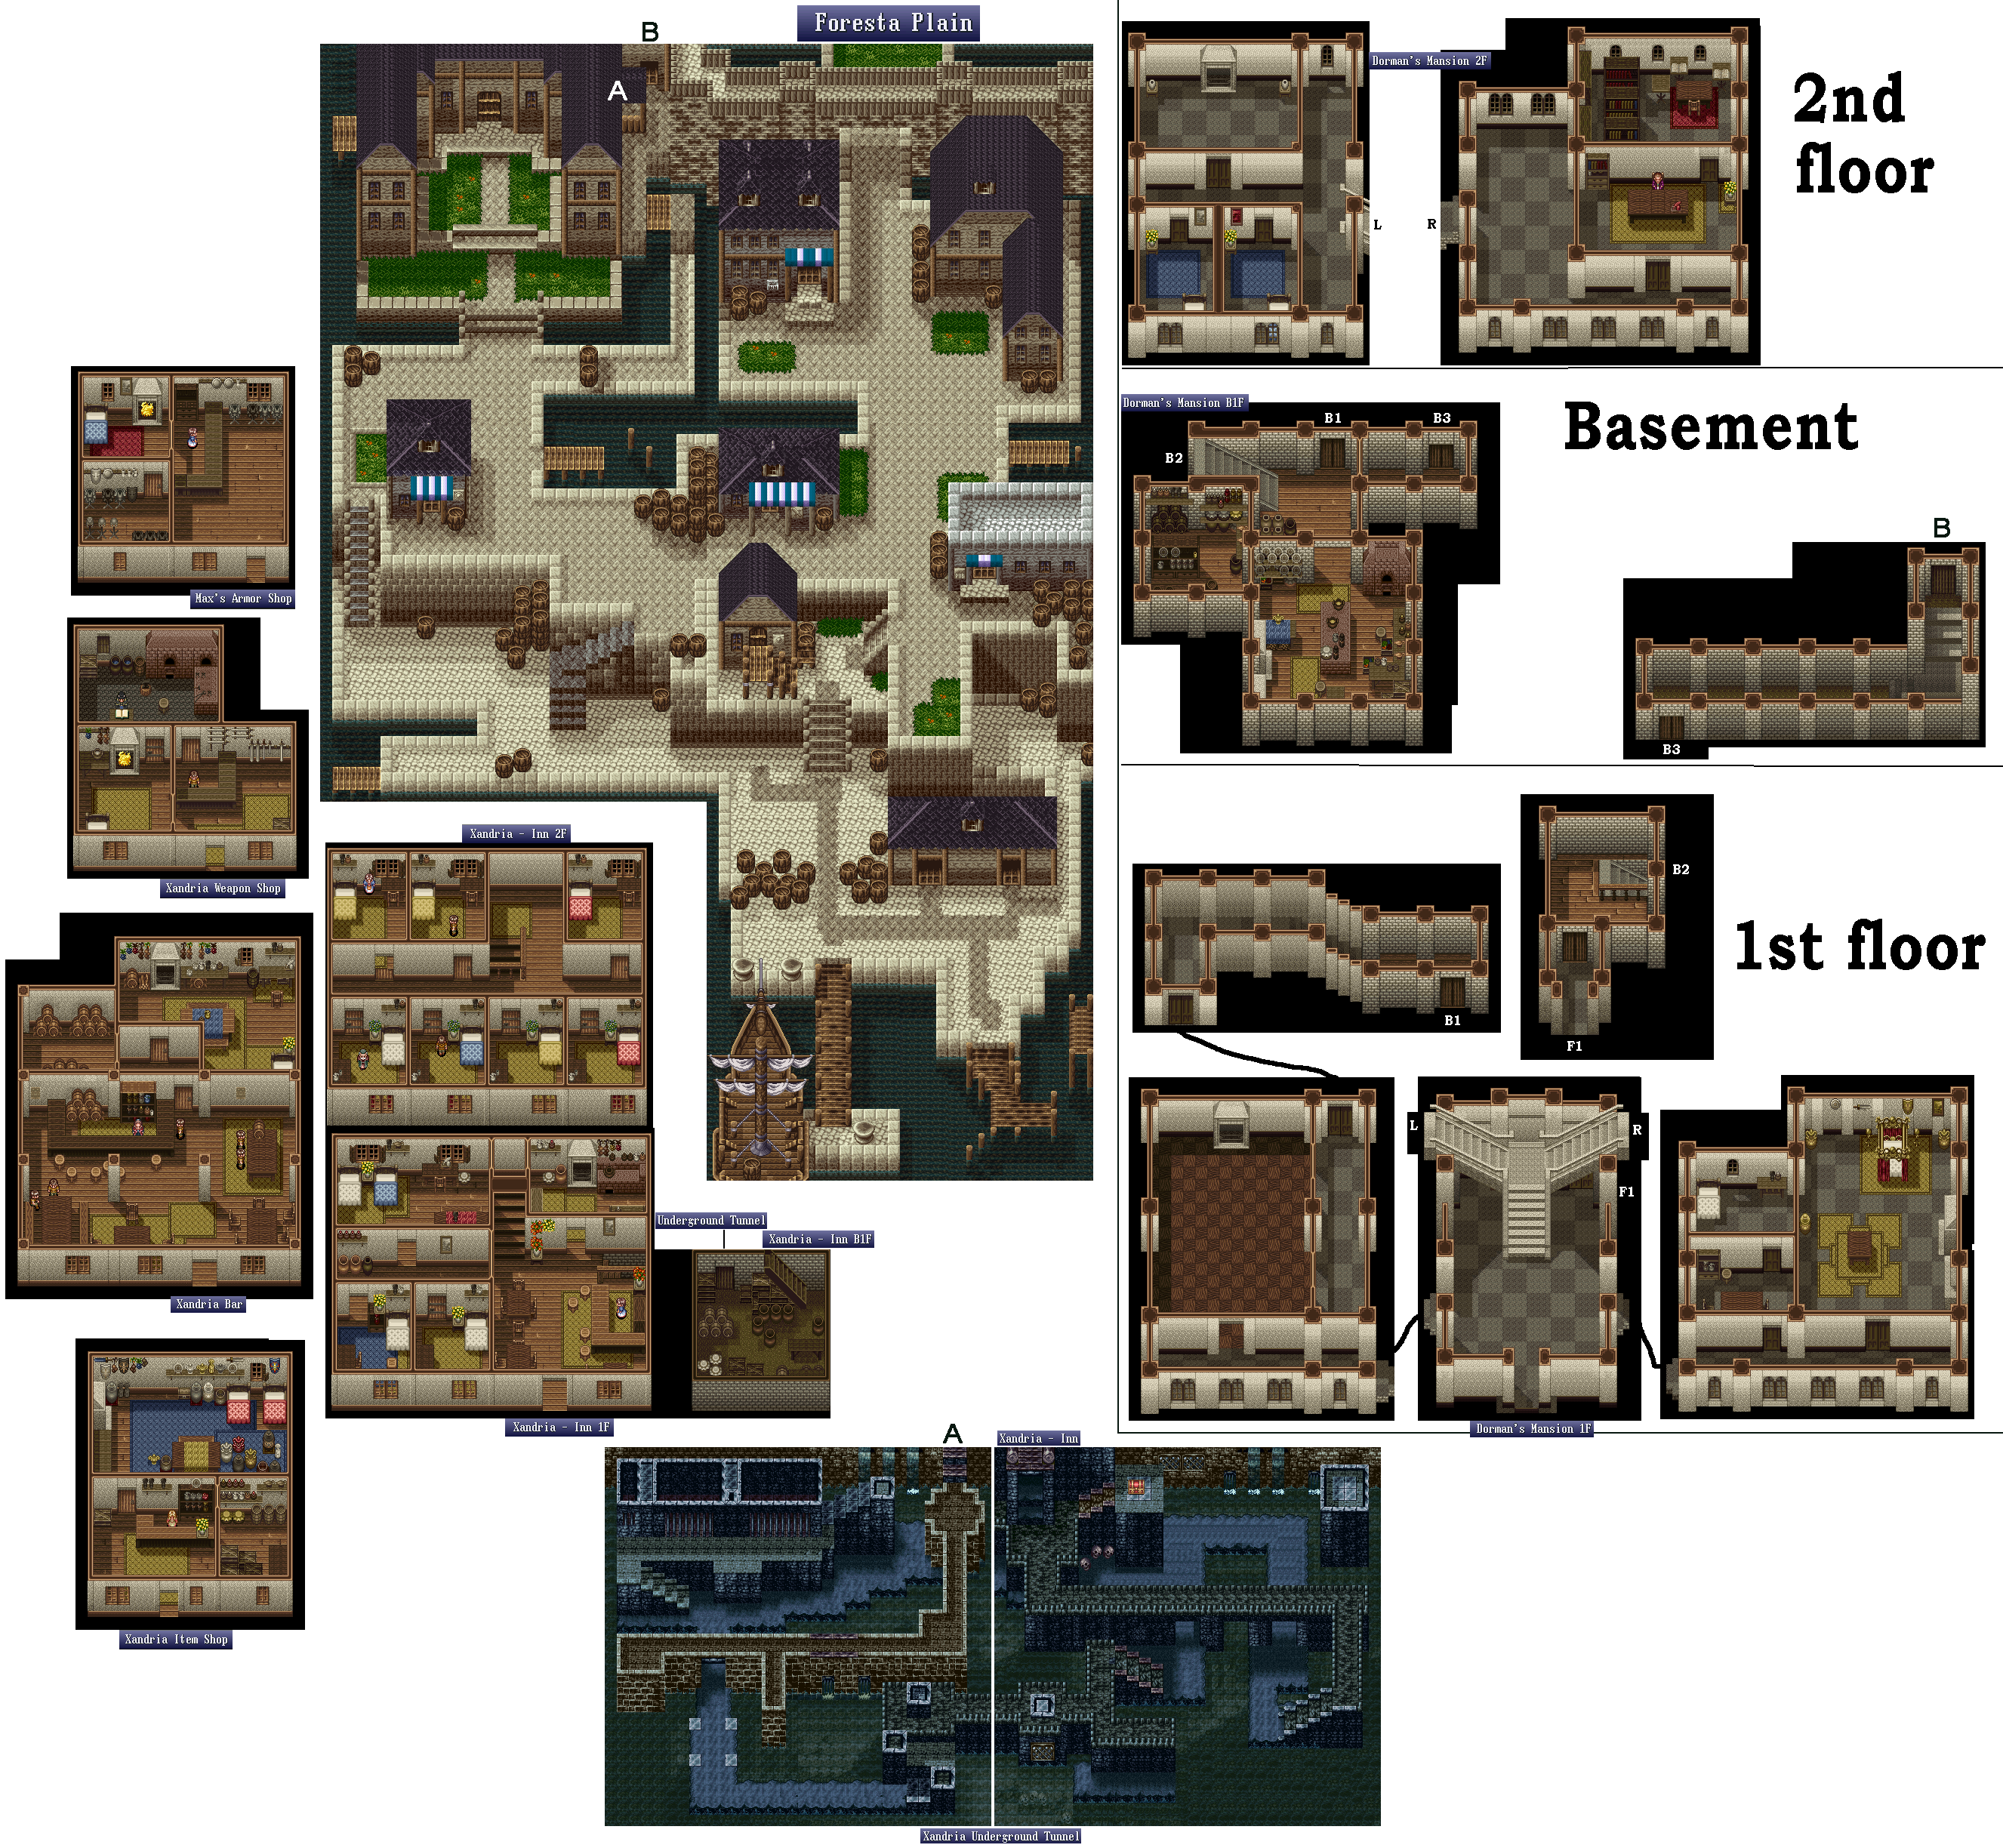 Foresta Plain
B
A
Dorman's Mansion 2F
2nd
floor
L
R
Dorman's Mansion B1F
B1
B3
B2
Basement
B
B3
Max's Armor Shop
Xandria Weapon Shop
Xandria - Inn 2F
B2
1st floor
B1
F1
L
R
F1
Underground Tunnel
Xandria - Inn B1F
Xandria Bar
Xandria - Inn 1F
Dorman's Mansion 1F
A
Xandria - Inn
Xandria Item Shop
Xandria Underground Tunnel